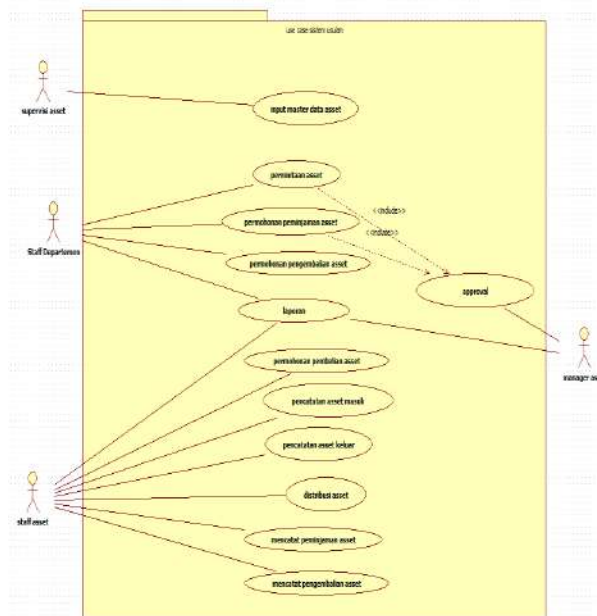 use case sistem usulan
supervisi asset
input master data asset
permintaan asset
<<include>>
Staff Departemen
permohonan peminjaman asset
<<include>>
permohonan pengembalian asset
approval
laporan
manager as
permohonan pembelian asset
pencatatan asset masuk
pencatatan asset keluar
staff asset
distribusi asset
mencatat peminjaman asset
mencatat pengembalian asset